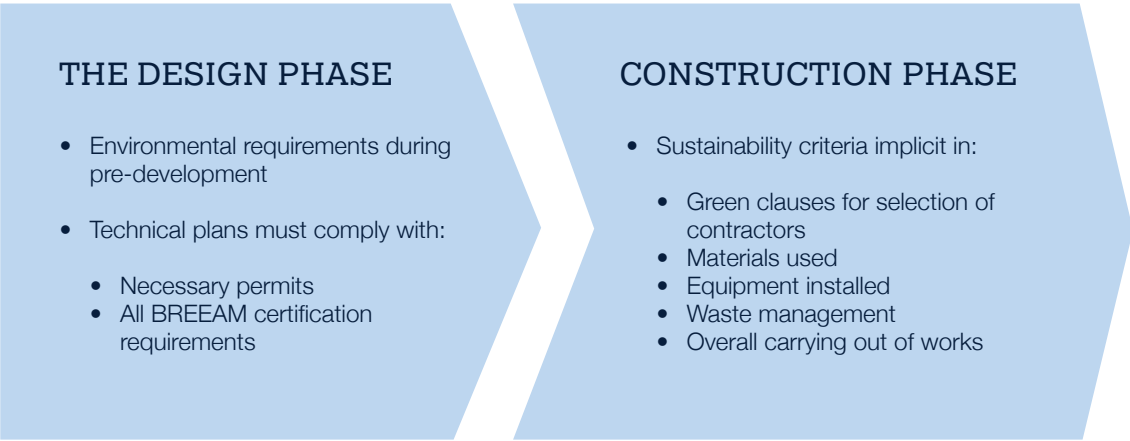 THE DESIGN PHASE
• Environmental requirements during
pre-development
• Technical plans must comply with:
• Necessary permits
• All BREEAM certification
requirements
CONSTRUCTION PHASE
• Sustainability criteria implicit in:
• Green clauses for selection of
contractors
• Materials used
• Equipment installed
• Waste management
• Overall carrying out of works